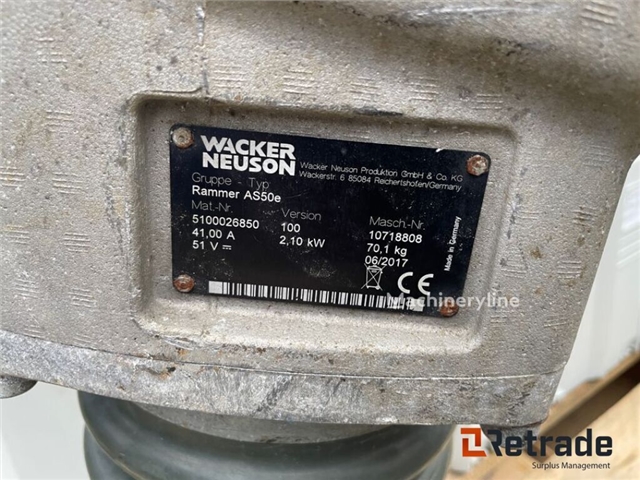 WACKER
NEUSON
Wacker Neuson Produktion GmbH & Co. KG
Wackerstr. 6 85084 Reichertshofen/Germany
Gruppe - Typ
Rammer AS50e
Mat.-Nr. Version Masch.-Nr.
5100026850 100 10718808
41,00 A 2,10 kW 70,1 kg
51 V 06/2017
Made in Germany
CE
Machineryline
Retrade
Surplus Management